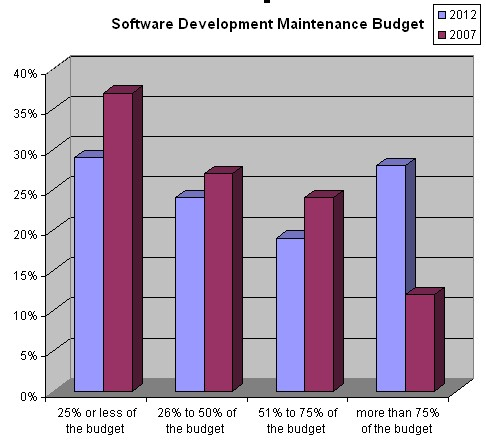 Software Development Maintenance Budget
2012
2007
40%
35%
30%
25%
20%
15%
10%
5%
0%
25% or less of
the budget
26% to 50% of
the budget
51% to 75% of
the budget
more than 75%
of the budget